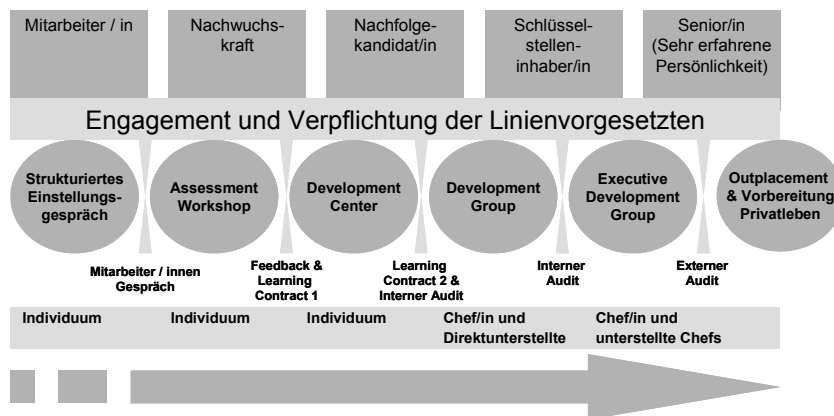 Mitarbeiter / in
Nachwuchs-
kraft
Nachfolge-
kandidat/in
Schlüssel-
stellen-
inhaber/in
Senior/in
(Sehr erfahrene
Persönlichkeit)
Engagement und Verpflichtung der Linienvorgesetzten
Strukturiertes
Einstellungs-
gespräch
Assessment
Workshop
Development
Center
Development
Group
Executive
Development
Group
Outplacement
& Vorbereitung
Privatleben
Mitarbeiter / innen
Gespräch
Feedback &
Learning
Contract 1
Learning
Contract 2 &
Interner Audit
Interner
Audit
Externer
Audit
Individuum
Individuum
Individuum
Chef/in und
Direktunterstellte
Chef/in und
unterstellte Chefs